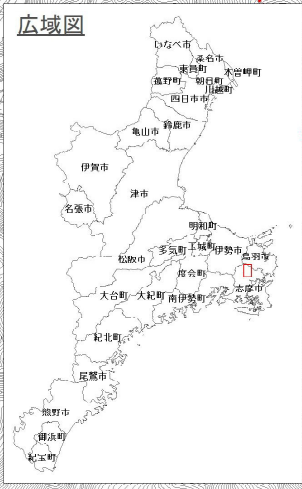 広域図
いなべ市
桑名市
東員町
木曽岬町
菰野町
朝日町
川越町
四日市市
亀山市
鈴鹿市
伊賀市
津市
名張市
明和町
多気町
玉城町
伊勢市
鳥羽市
松阪市
度会町
大台町
大紀町
南伊勢町
志摩市
紀北町
尾鷲市
熊野市
御浜町
紀宝町